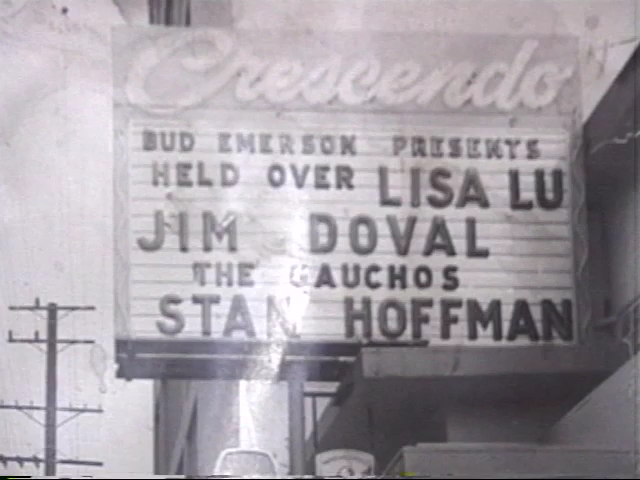 Crescendo
BUD EMERSON PRESENTS
HELD OVER LISA LU
JIM DOVAL
THE GAUCHOS
STAN HOFFMAN